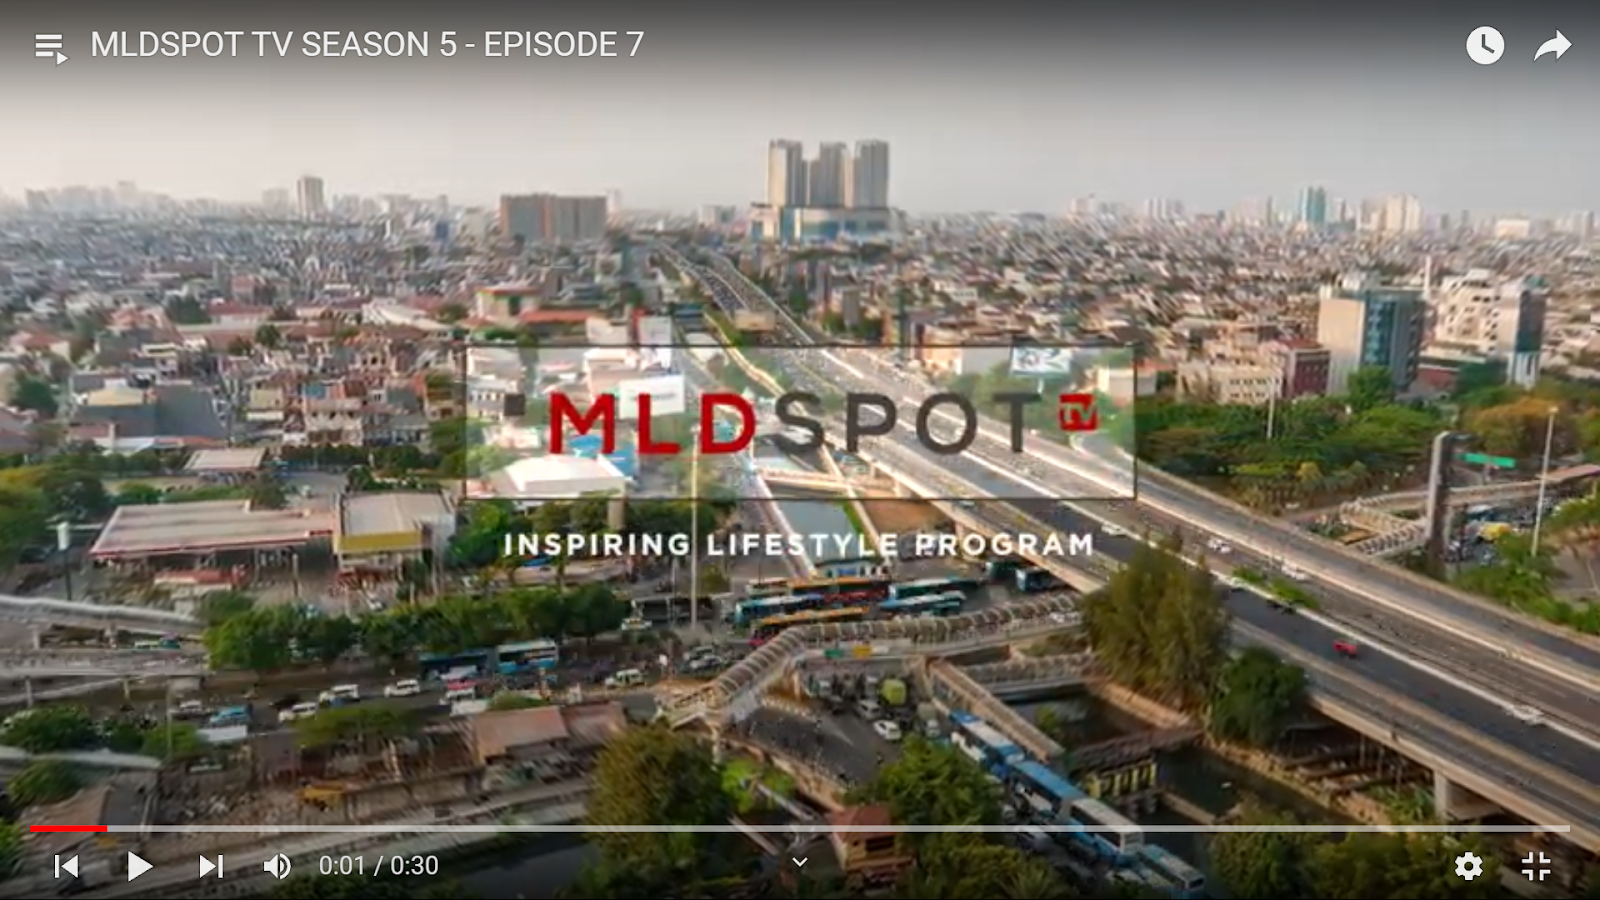 MLDSPOT TV SEASON 5 - EPISODE 7
MLDSPOT TV
INSPIRING LIFESTYLE PROGRAM
0:01 / 0:30